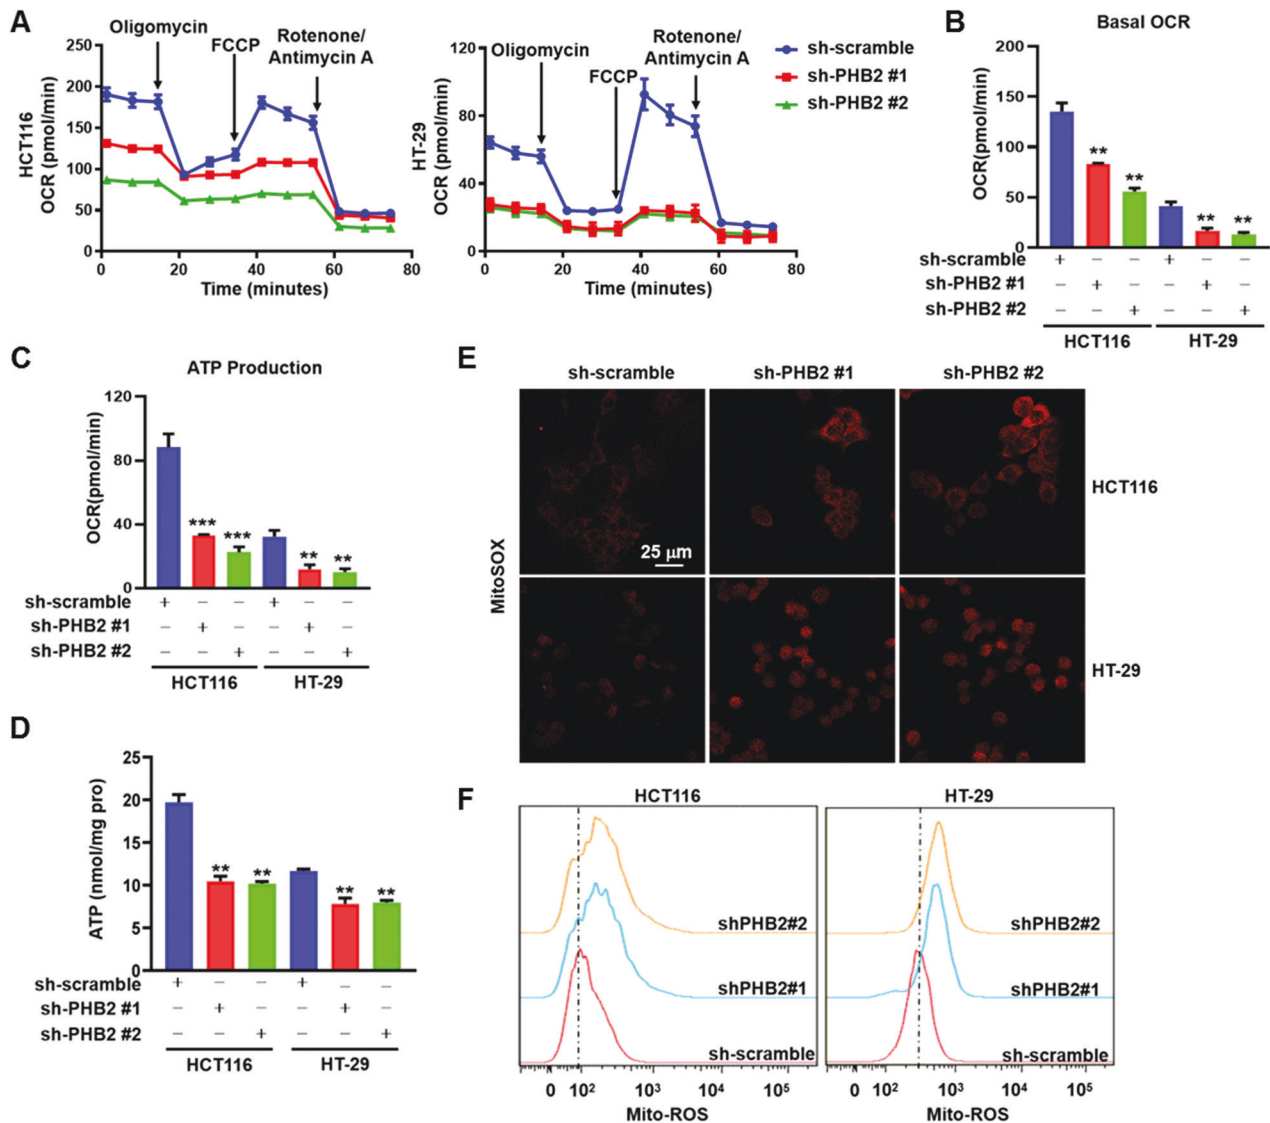 A
Oligomycin
FCCP
Rotenone/
Antimycin A
HCT116
OCR (pmol/min)
250
200
150
100
50
0
0 20 40 60 80
Time (minutes)
Oligomycin
FCCP
Rotenone/
Antimycin A
HT-29
OCR (pmol/min)
120
80
40
0
0 20 40 60 80
Time (minutes)
sh-scramble
sh-PHB2 #1
sh-PHB2 #2
B
Basal OCR
OCR(pmol/min)
200
150
100
50
0
** ** ** **
sh-scramble + − − + − −
sh-PHB2 #1 − + − − + −
sh-PHB2 #2 − − + − − +
HCT116 HT-29
C
ATP Production
OCR(pmol/min)
120
80
40
0
*** *** ** **
sh-scramble + − − + − −
sh-PHB2 #1 − + − − + −
sh-PHB2 #2 − − + − − +
HCT116 HT-29
D
ATP (nmol/mg pro)
25
20
15
10
5
0
** ** ** **
sh-scramble + − − + − −
sh-PHB2 #1 − + − − + −
sh-PHB2 #2 − − + − − +
HCT116 HT-29
E
sh-scramble sh-PHB2 #1 sh-PHB2 #2
MitoSOX
25 μm
HCT116
HT-29
F
HCT116
shPHB2#2
shPHB2#1
sh-scramble
0 10² 10³ 10⁴ 10⁵
Mito-ROS
HT-29
shPHB2#2
shPHB2#1
sh-scramble
0 10² 10³ 10⁴ 10⁵
Mito-ROS